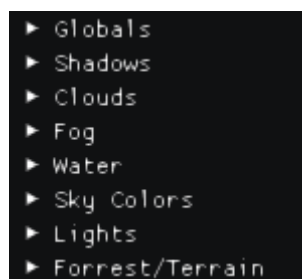 Globals
Shadows
Clouds
Fog
Water
Sky Colors
Lights
Forrest/Terrain